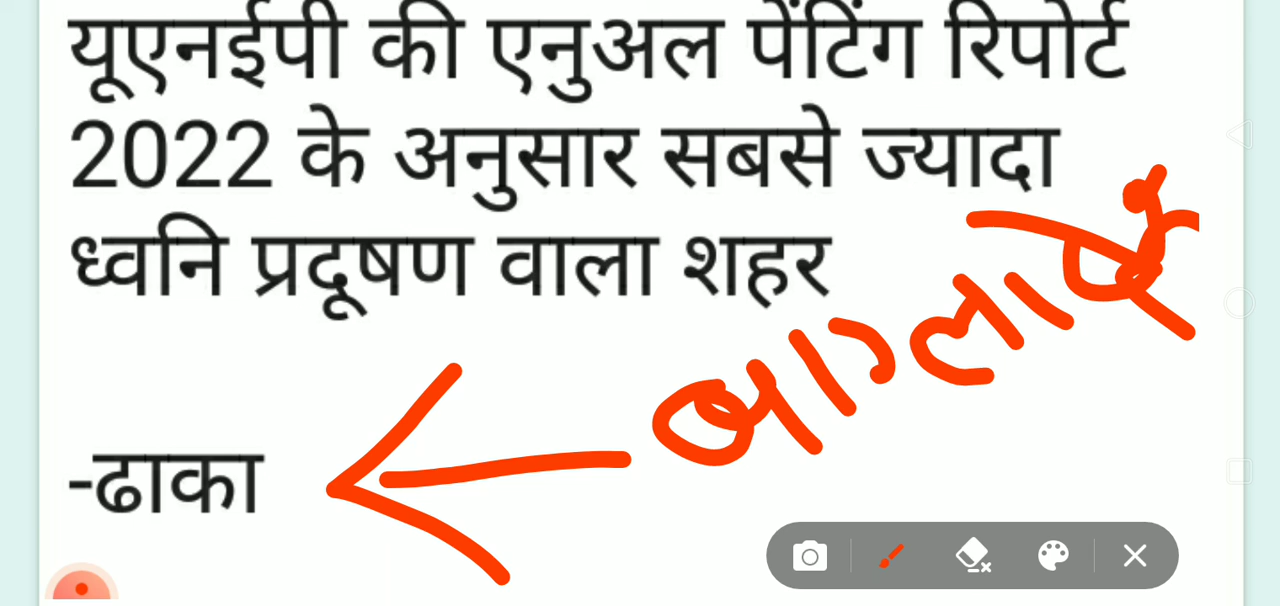 यूएनईपी की एनुअल पेंटिंग रिपोर्ट
2022 के अनुसार सबसे ज्यादा
ध्वनि प्रदूषण वाला शहर
-ढाका